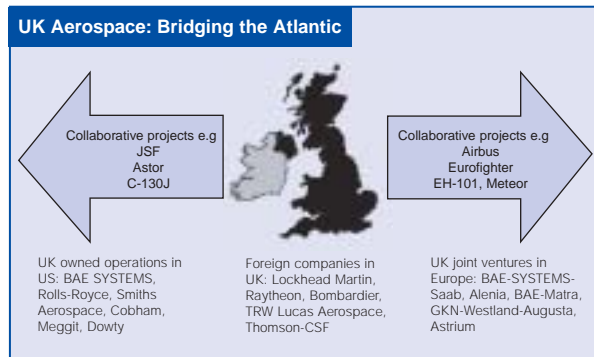 UK Aerospace: Bridging the Atlantic
Collaborative projects e.g
JSF
Astor
C-130J
Collaborative projects e.g
Airbus
Eurofighter
EH-101, Meteor
UK owned operations in
US: BAE SYSTEMS,
Rolls-Royce, Smiths
Aerospace, Cobham,
Meggit, Dowty
Foreign companies in
UK: Lockhead Martin,
Raytheon, Bombardier,
TRW Lucas Aerospace,
Thomson-CSF
UK joint ventures in
Europe: BAE-SYSTEMS-
Saab, Alenia, BAE-Matra,
GKN-Westland-Augusta,
Astrium